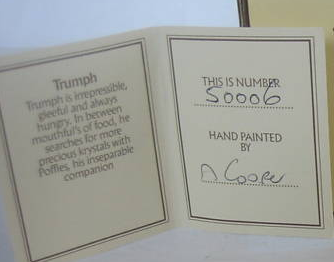 Trumph
Trumph is irrepressible,
gleeful and always
hungry. In between
mouthful's of food, he
searches for more
precious krystals with
Poffles, his inseparable
companion
THIS IS NUMBER
50006
HAND PAINTED
BY
A Cooper